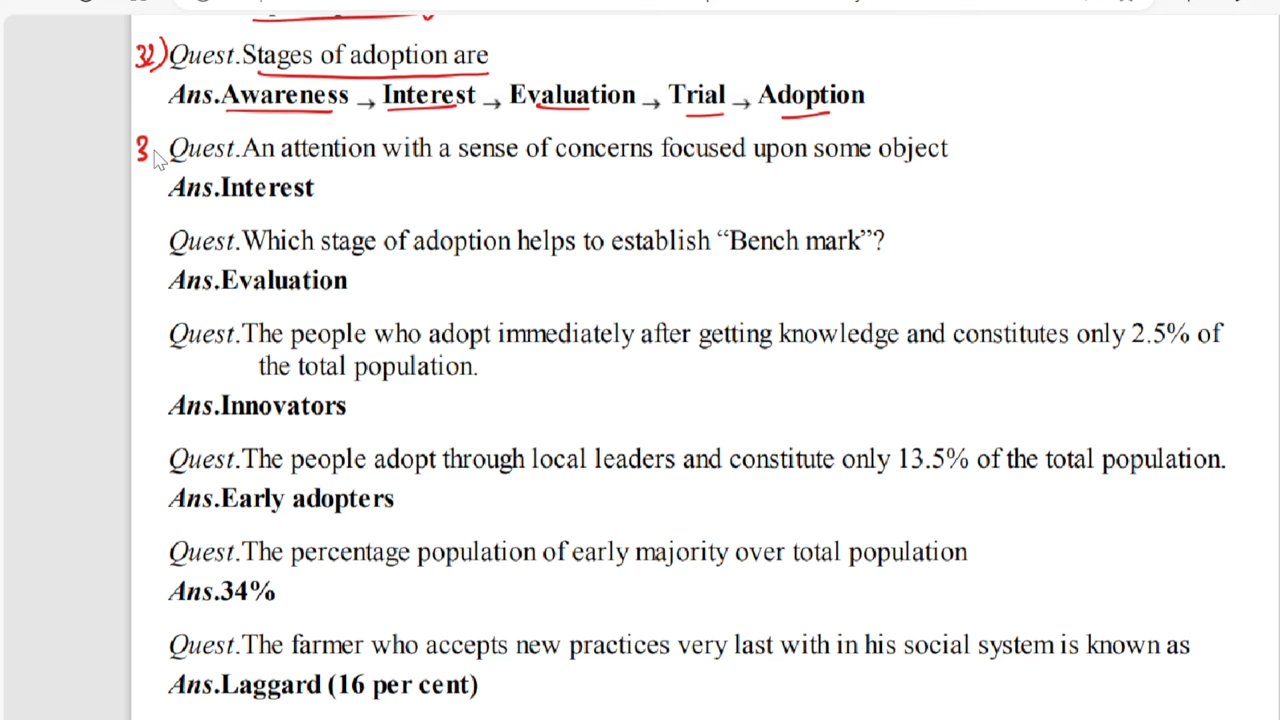 32) Quest.Stages of adoption are
Ans.Awareness → Interest → Evaluation → Trial → Adoption
3 Quest.An attention with a sense of concerns focused upon some object
Ans.Interest
Quest.Which stage of adoption helps to establish “Bench mark”?
Ans.Evaluation
Quest.The people who adopt immediately after getting knowledge and constitutes only 2.5% of
the total population.
Ans.Innovators
Quest.The people adopt through local leaders and constitute only 13.5% of the total population.
Ans.Early adopters
Quest.The percentage population of early majority over total population
Ans.34%
Quest.The farmer who accepts new practices very last with in his social system is known as
Ans.Laggard (16 per cent)